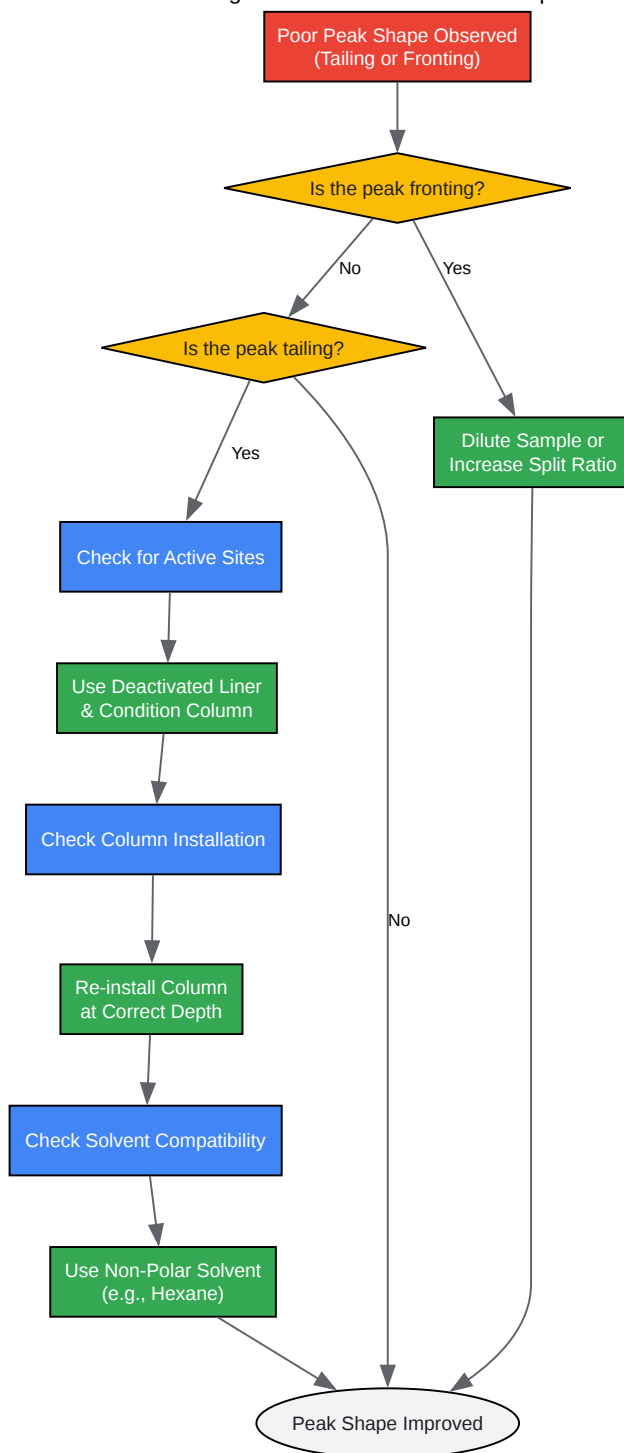 Poor Peak Shape Observed
(Tailing or Fronting)
Is the peak fronting?
No
Yes
Is the peak tailing?
Dilute Sample or
Increase Split Ratio
Yes
Check for Active Sites
Use Deactivated Liner
& Condition Column
Check Column Installation
No
Re-install Column
at Correct Depth
Check Solvent Compatibility
Use Non-Polar Solvent
(e.g., Hexane)
Peak Shape Improved